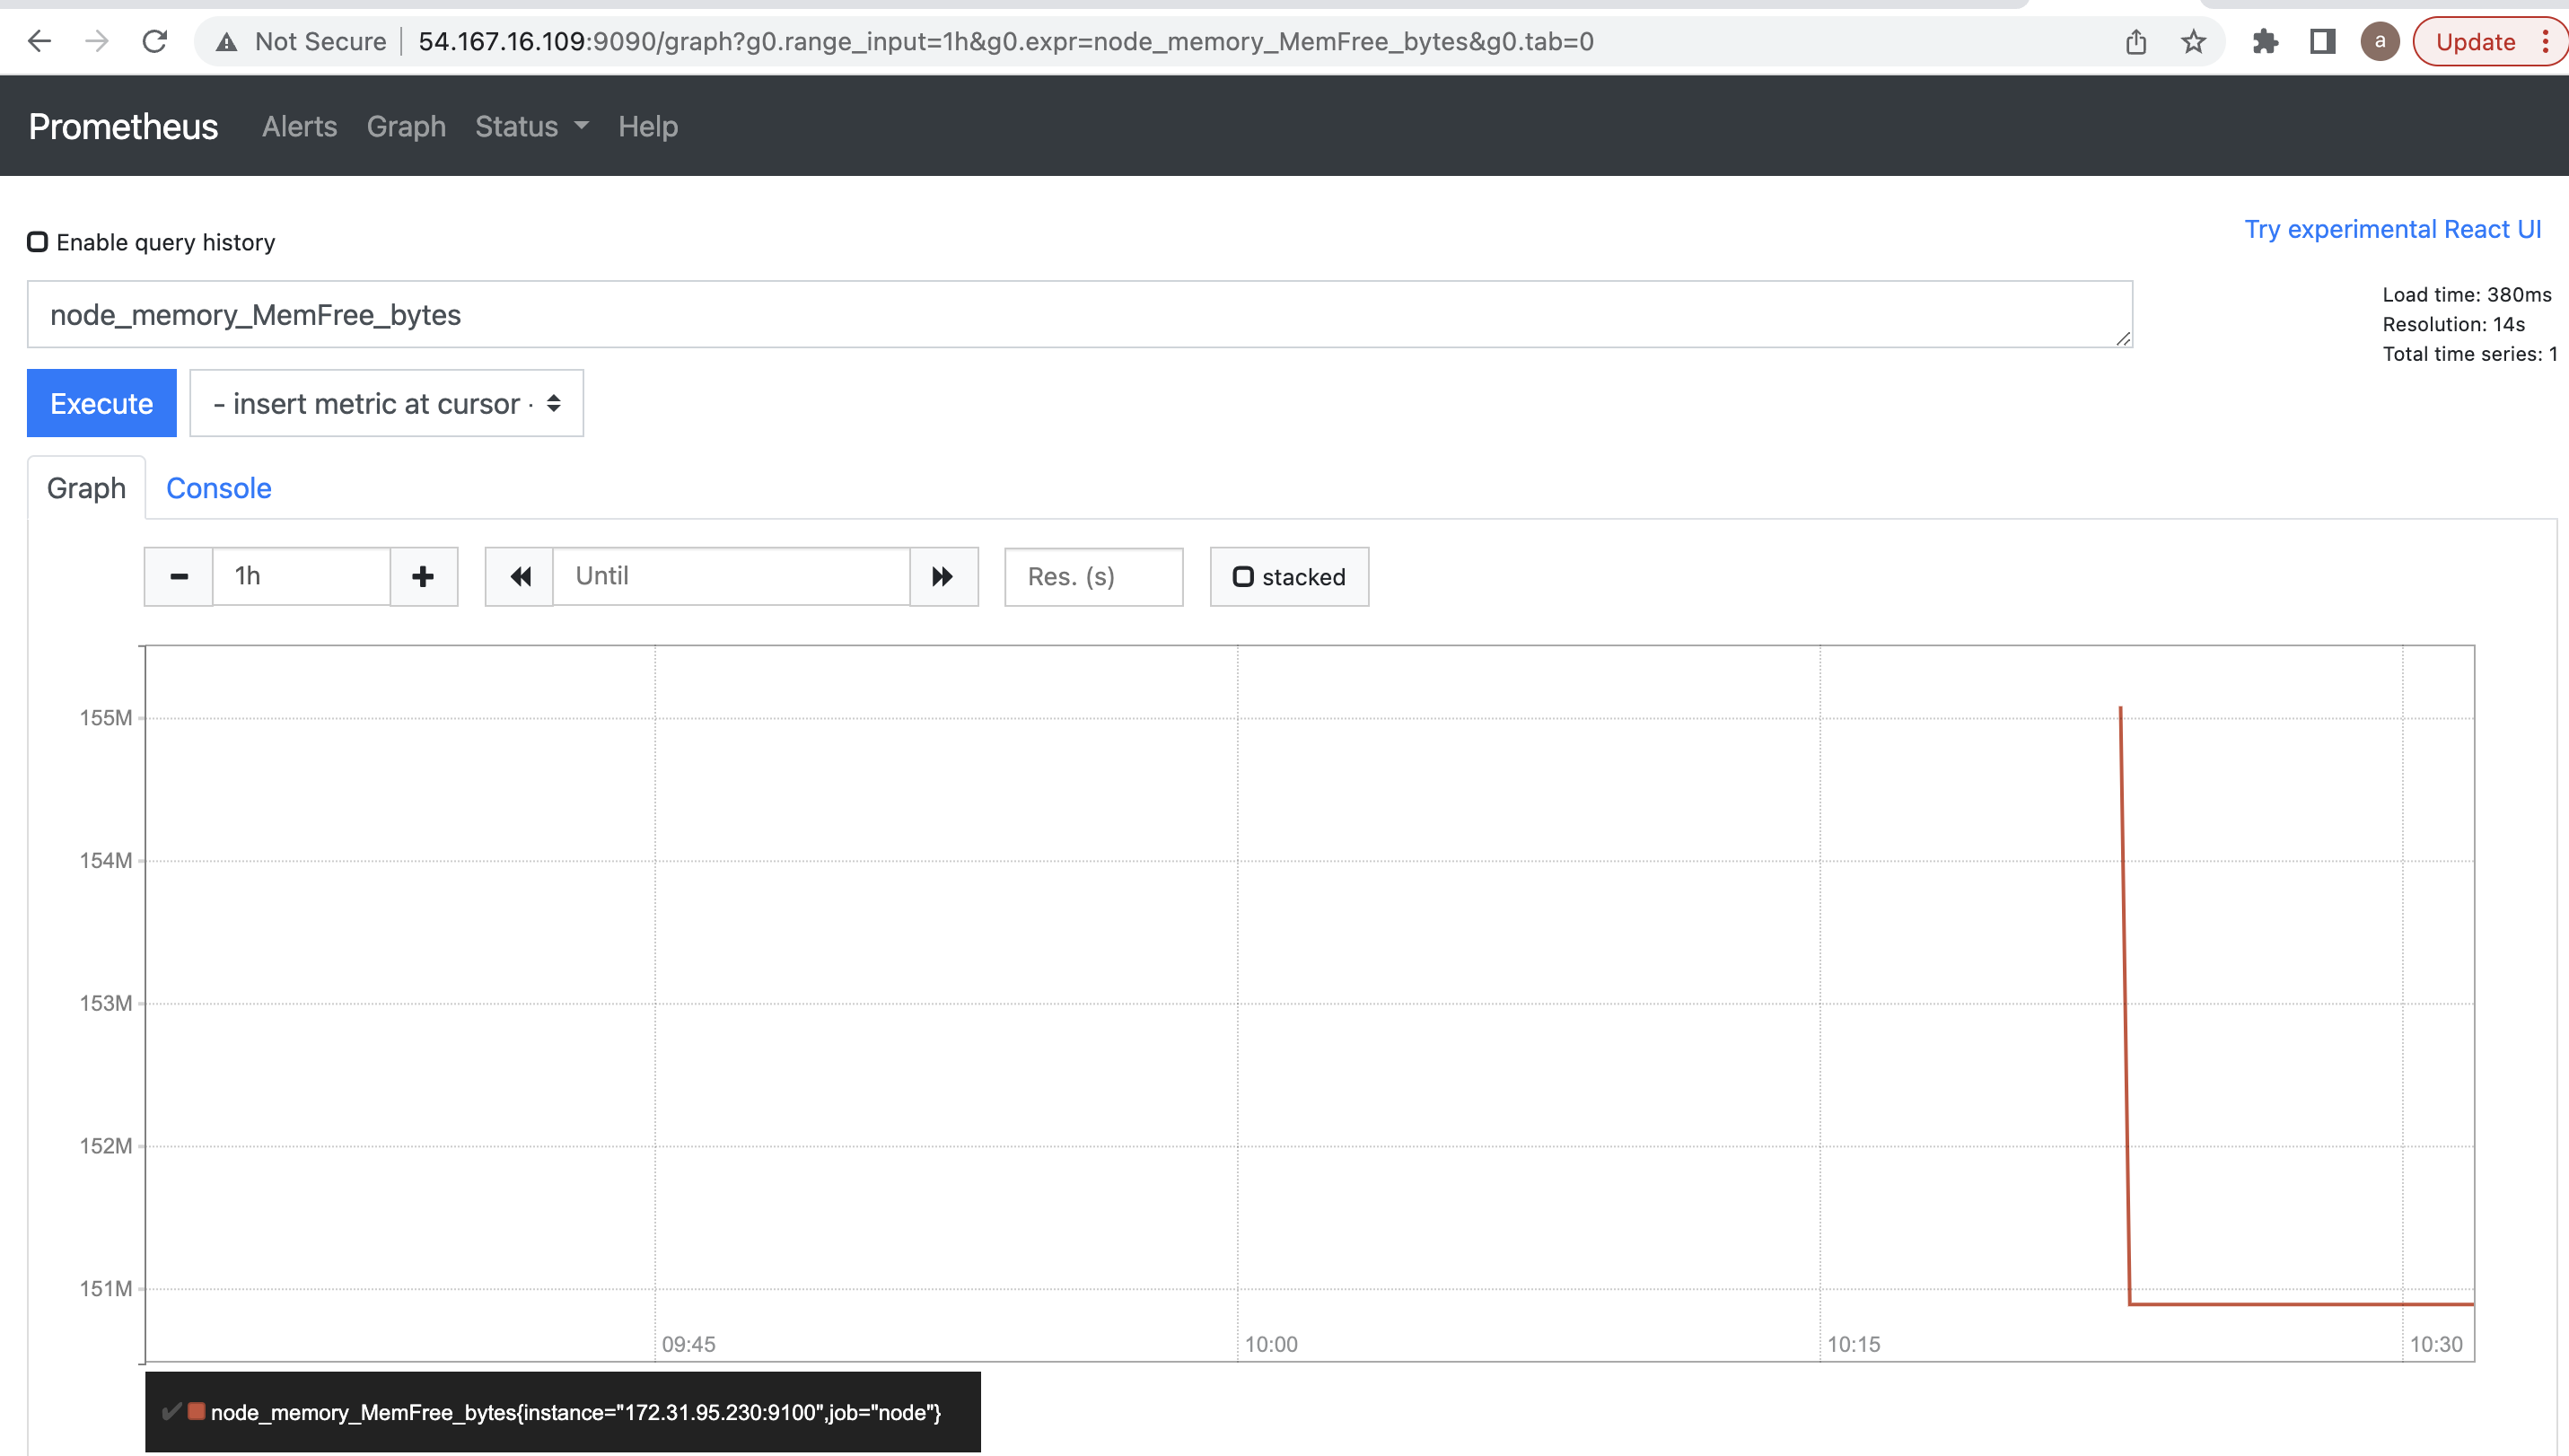 Not Secure 54.167.16.109:9090/graph?g0.range_input=1h&g0.expr=node_memory_MemFree_bytes&g0.tab=0 a Update
Prometheus Alerts Graph Status Help
Try experimental React UI
Enable query history
node_memory_MemFree_bytes
Load time: 380ms
Resolution: 14s
Total time series: 1
Execute - insert metric at cursor -
Graph Console
1h Until Res. (s) stacked
155M
154M
153M
152M
151M
09:45 10:00 10:15 10:30
node_memory_MemFree_bytes{instance="172.31.95.230:9100",job="node"}